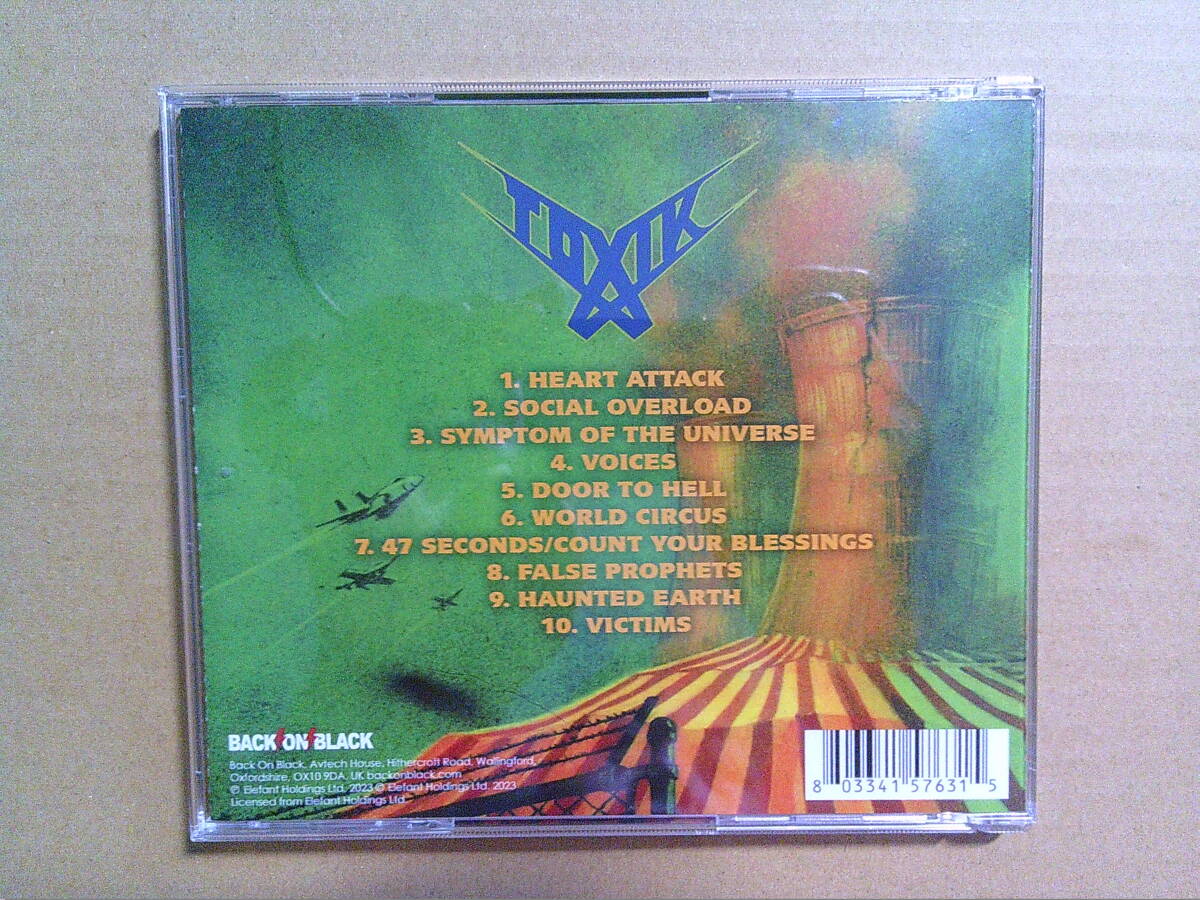 TOXIK
1. HEART ATTACK
2. SOCIAL OVERLOAD
3. SYMPTOM OF THE UNIVERSE
4. VOICES
5. DOOR TO HELL
6. WORLD CIRCUS
7. 47 SECONDS/COUNT YOUR BLESSINGS
8. FALSE PROPHETS
9. HAUNTED EARTH
10. VICTIMS
BACK ON BLACK
Back On Black, Avtech House, Hithercroft Road, Wallingford,
Oxfordshire, OX10 9DA. UK backonblack.com
℗ Elefant Holdings Ltd. 2023 © Elefant Holdings Ltd. 2023
Licensed from Elefant Holdings Ltd.
8 03341 57631 5